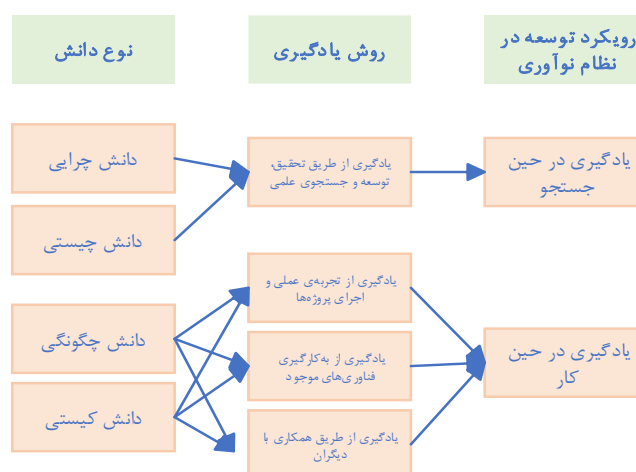 نوع دانش
روش یادگیری
رویکرد توسعه در
نظام نوآوری
دانش چرایی
دانش چیستی
دانش چگونگی
دانش کیستی
یادگیری از طریق تحقیق،
توسعه و جستجوی علمی
یادگیری از تجربه‌ی عملی و
اجرای پروژه‌ها
یادگیری از به‌کارگیری
فناوری‌های موجود
یادگیری از طریق همکاری با
دیگران
یادگیری در حین
جستجو
یادگیری در حین
کار